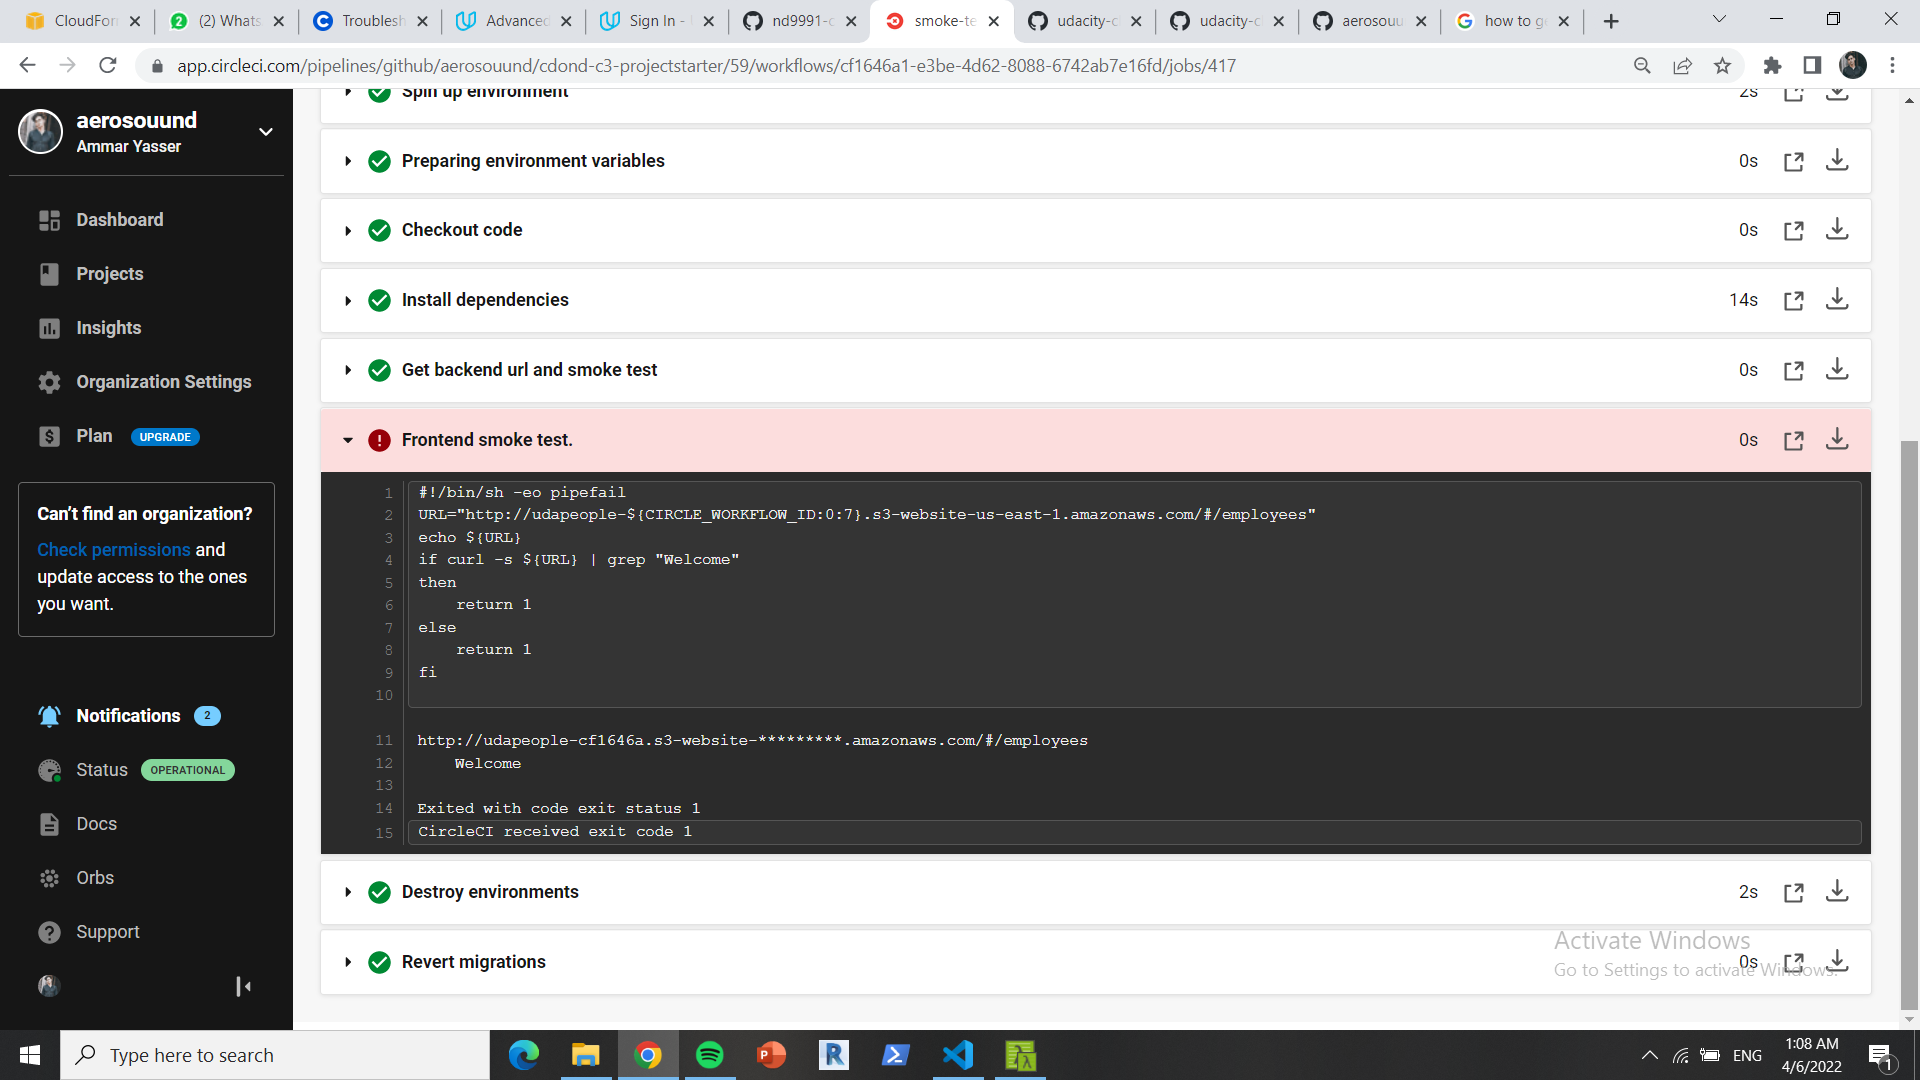 CloudFor
(2) Whats
Troublesh
Advanced
Sign In -
nd9991-c
smoke-te
udacity-c
udacity-c
aerosouu
how to g
app.circleci.com/pipelines/github/aerosouund/cdond-c3-projectstarter/59/workflows/cf1646a1-e3be-4d62-8088-6742ab7e16fd/jobs/417
aerosouund
Ammar Yasser
Dashboard
Projects
Insights
Organization Settings
Plan UPGRADE
Can't find an organization?
Check permissions and
update access to the ones
you want.
Notifications 2
Status OPERATIONAL
Docs
Orbs
Support
Spin up environment 2s
Preparing environment variables 0s
Checkout code 0s
Install dependencies 14s
Get backend url and smoke test 0s
Frontend smoke test. 0s
1 #!/bin/sh -eo pipefail
2 URL="http://udapeople-${CIRCLE_WORKFLOW_ID:0:7}.s3-website-us-east-1.amazonaws.com/#/employees"
3 echo ${URL}
4 if curl -s ${URL} | grep "Welcome"
5 then
6     return 1
7 else
8     return 1
9 fi
10
11 http://udapeople-cf1646a.s3-website-*********.amazonaws.com/#/employees
12     Welcome
13
14 Exited with code exit status 1
15 CircleCI received exit code 1
Destroy environments 2s
Revert migrations 0s
Activate Windows
Go to Settings to activate Windows.
Type here to search
ENG
1:08 AM
4/6/2022
1